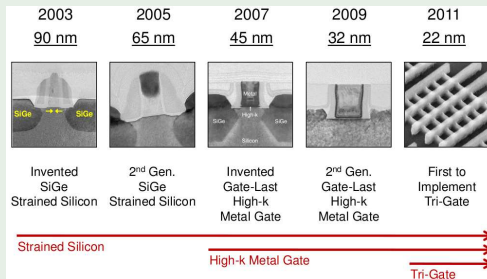 2003 2005 2007 2009 2011
90 nm 65 nm 45 nm 32 nm 22 nm
SiGe SiGe
SiGe Metal High-k Silicon SiGe
Invented
SiGe
Strained Silicon
2nd Gen.
SiGe
Strained Silicon
Invented
Gate-Last
High-k
Metal Gate
2nd Gen.
Gate-Last
High-k
Metal Gate
First to
Implement
Tri-Gate
Strained Silicon
High-k Metal Gate
Tri-Gate